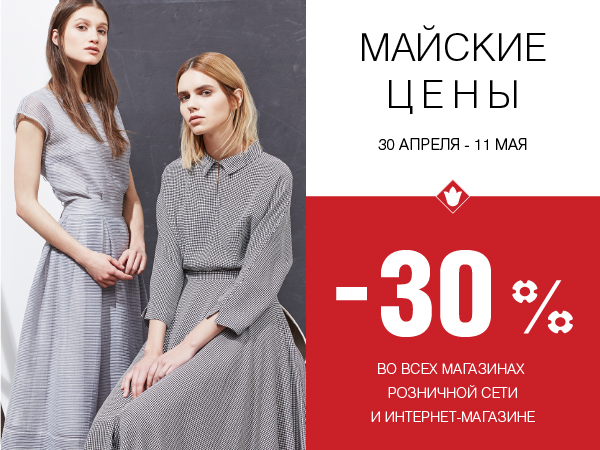 МАЙСКИЕ
ЦЕНЫ
30 АПРЕЛЯ - 11 МАЯ
-30 %
ВО ВСЕХ МАГАЗИНАХ
РОЗНИЧНОЙ СЕТИ
И ИНТЕРНЕТ-МАГАЗИНЕ